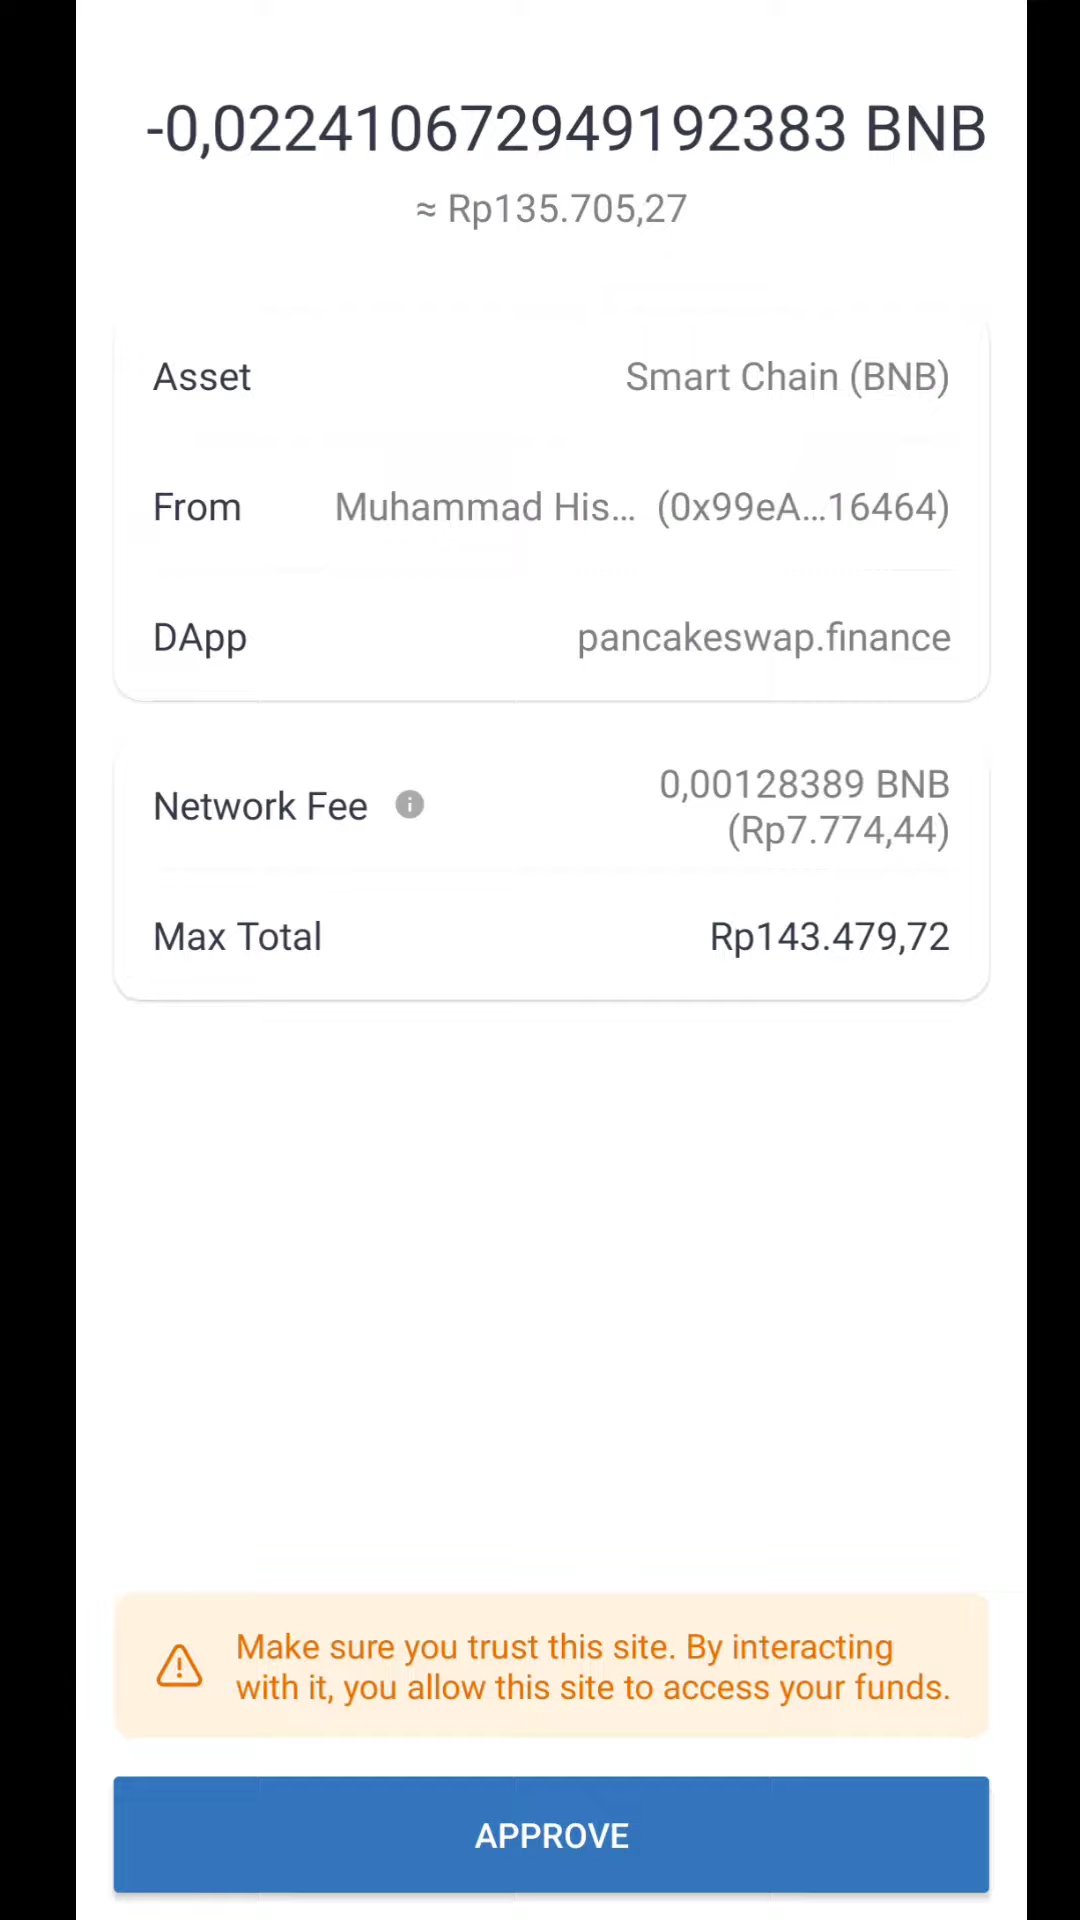 -0,022410672949192383 BNB
≈ Rp135.705,27
Asset Smart Chain (BNB)
From Muhammad His... (0x99eA...16464)
DApp pancakeswap.finance
Network Fee 0,00128389 BNB
(Rp7.774,44)
Max Total Rp143.479,72
Make sure you trust this site. By interacting
with it, you allow this site to access your funds.
APPROVE